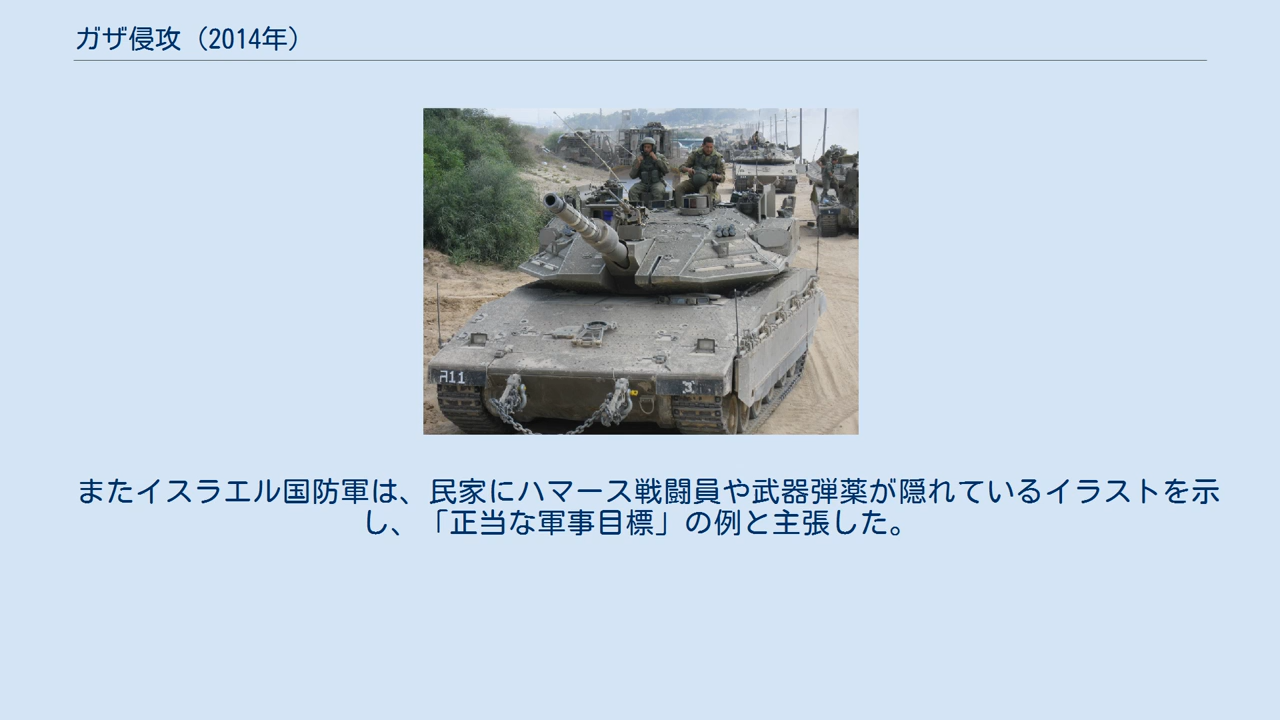 ガザ侵攻（2014年）
A11
3
またイスラエル国防軍は、民家にハマース戦闘員や武器弾薬が隠れているイラストを示
し、「正当な軍事目標」の例と主張した。